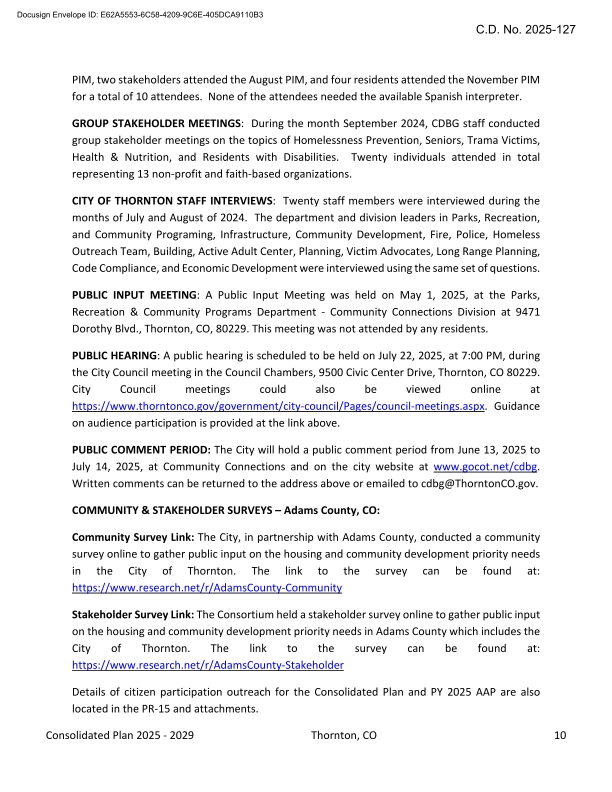 Docusign Envelope ID: E62A5553-6C58-4209-9C6E-405DCA9110B3
C.D. No. 2025-127
PIM, two stakeholders attended the August PIM, and four residents attended the November PIM
for a total of 10 attendees. None of the attendees needed the available Spanish interpreter.
GROUP STAKEHOLDER MEETINGS: During the month September 2024, CDBG staff conducted
group stakeholder meetings on the topics of Homelessness Prevention, Seniors, Trama Victims,
Health & Nutrition, and Residents with Disabilities. Twenty individuals attended in total
representing 13 non-profit and faith-based organizations.
CITY OF THORNTON STAFF INTERVIEWS: Twenty staff members were interviewed during the
months of July and August of 2024. The department and division leaders in Parks, Recreation,
and Community Programing, Infrastructure, Community Development, Fire, Police, Homeless
Outreach Team, Building, Active Adult Center, Planning, Victim Advocates, Long Range Planning,
Code Compliance, and Economic Development were interviewed using the same set of questions.
PUBLIC INPUT MEETING: A Public Input Meeting was held on May 1, 2025, at the Parks,
Recreation & Community Programs Department - Community Connections Division at 9471
Dorothy Blvd., Thornton, CO, 80229. This meeting was not attended by any residents.
PUBLIC HEARING: A public hearing is scheduled to be held on July 22, 2025, at 7:00 PM, during
the City Council meeting in the Council Chambers, 9500 Civic Center Drive, Thornton, CO 80229.
City Council meetings could also be viewed online at
https://www.thorntonco.gov/government/city-council/Pages/council-meetings.aspx. Guidance
on audience participation is provided at the link above.
PUBLIC COMMENT PERIOD: The City will hold a public comment period from June 13, 2025 to
July 14, 2025, at Community Connections and on the city website at www.gocot.net/cdbg.
Written comments can be returned to the address above or emailed to cdbg@ThorntonCO.gov.
COMMUNITY & STAKEHOLDER SURVEYS – Adams County, CO:
Community Survey Link: The City, in partnership with Adams County, conducted a community
survey online to gather public input on the housing and community development priority needs
in the City of Thornton. The link to the survey can be found at:
https://www.research.net/r/AdamsCounty-Community
Stakeholder Survey Link: The Consortium held a stakeholder survey online to gather public input
on the housing and community development priority needs in Adams County which includes the
City of Thornton. The link to the survey can be found at:
https://www.research.net/r/AdamsCounty-Stakeholder
Details of citizen participation outreach for the Consolidated Plan and PY 2025 AAP are also
located in the PR-15 and attachments.
Consolidated Plan 2025 - 2029 Thornton, CO 10